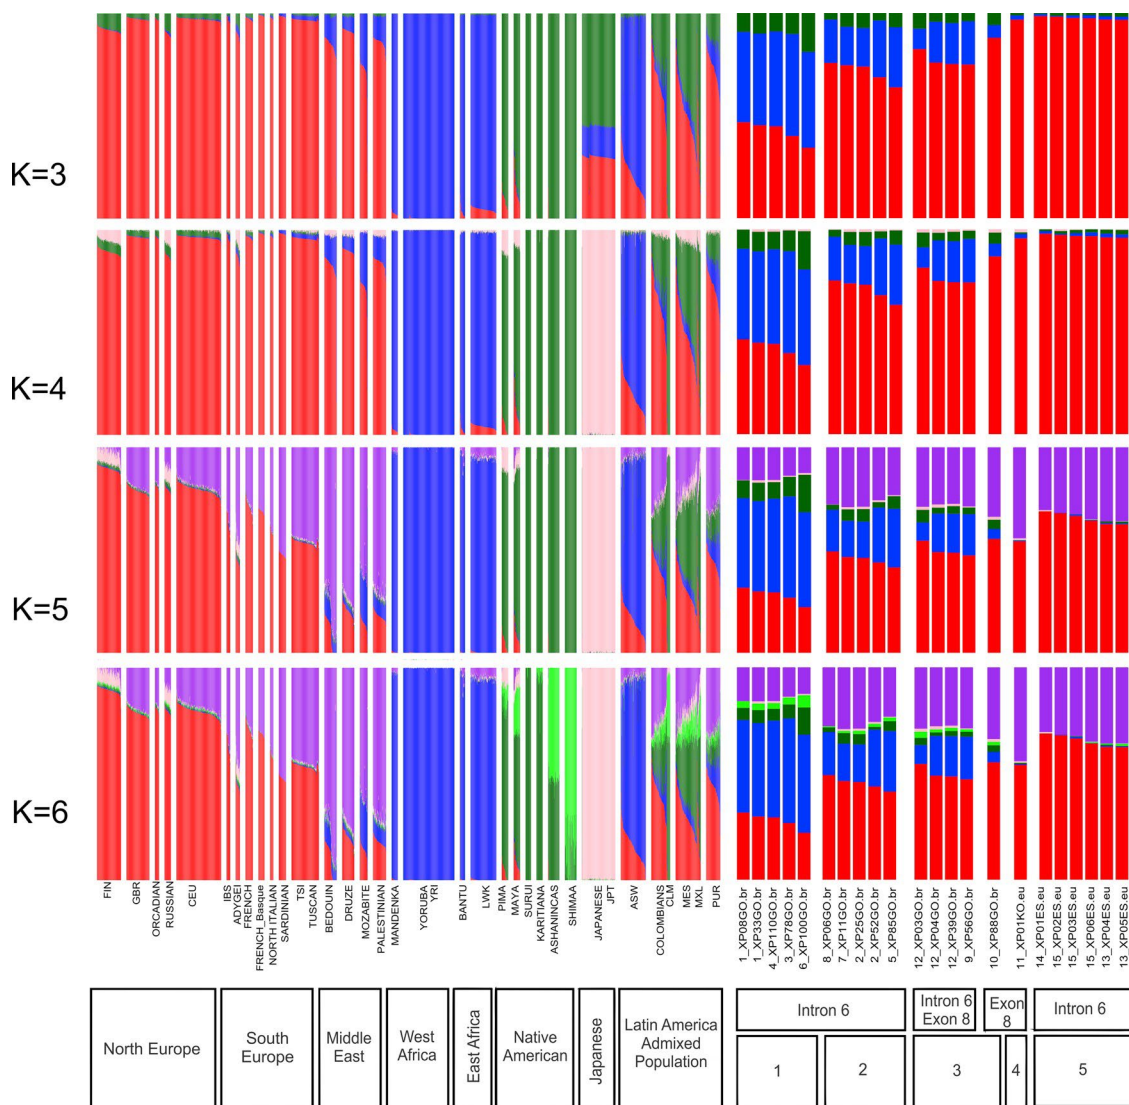 K=3
K=4
K=5
K=6
FIN
GBR
ORCADIAN
RUSSIAN
CEU
IBS
ADYGEI
FRENCH
FRENCH_Basque
NORTH ITALIAN
SARDINIAN
TSI
TUSCAN
BEDOUIN
DRUZE
MOZABITE
PALESTINIAN
MANDENKA
YORUBA
YRI
BANTU
LWK
PIMA
MAYA
SURUI
KARITIANA
ASHANINCAS
SHIMAA
JAPANESE
JPT
ASW
COLOMBIANS
CLM
MES
MXL
PUR
1_XP08GO.br
1_XP33GO.br
4_XP110GO.br
3_XP78GO.br
6_XP100GO.br
8_XP06GO.br
7_XP11GO.br
2_XP25GO.br
2_XP52GO.br
5_XP85GO.br
12_XP03GO.br
12_XP04GO.br
12_XP39GO.br
9_XP56GO.br
10_XP88GO.br
11_XP01KO.eu
14_XP01ES.eu
15_XP02ES.eu
15_XP03ES.eu
15_XP06ES.eu
13_XP04ES.eu
13_XP05ES.eu
North Europe
South
Europe
Middle
East
West
Africa
East Africa
Native
American
Japanese
Latin America
Admixed
Population
Intron 6
Intron 6
Exon 8
Exon
8
Intron 6
1
2
3
4
5